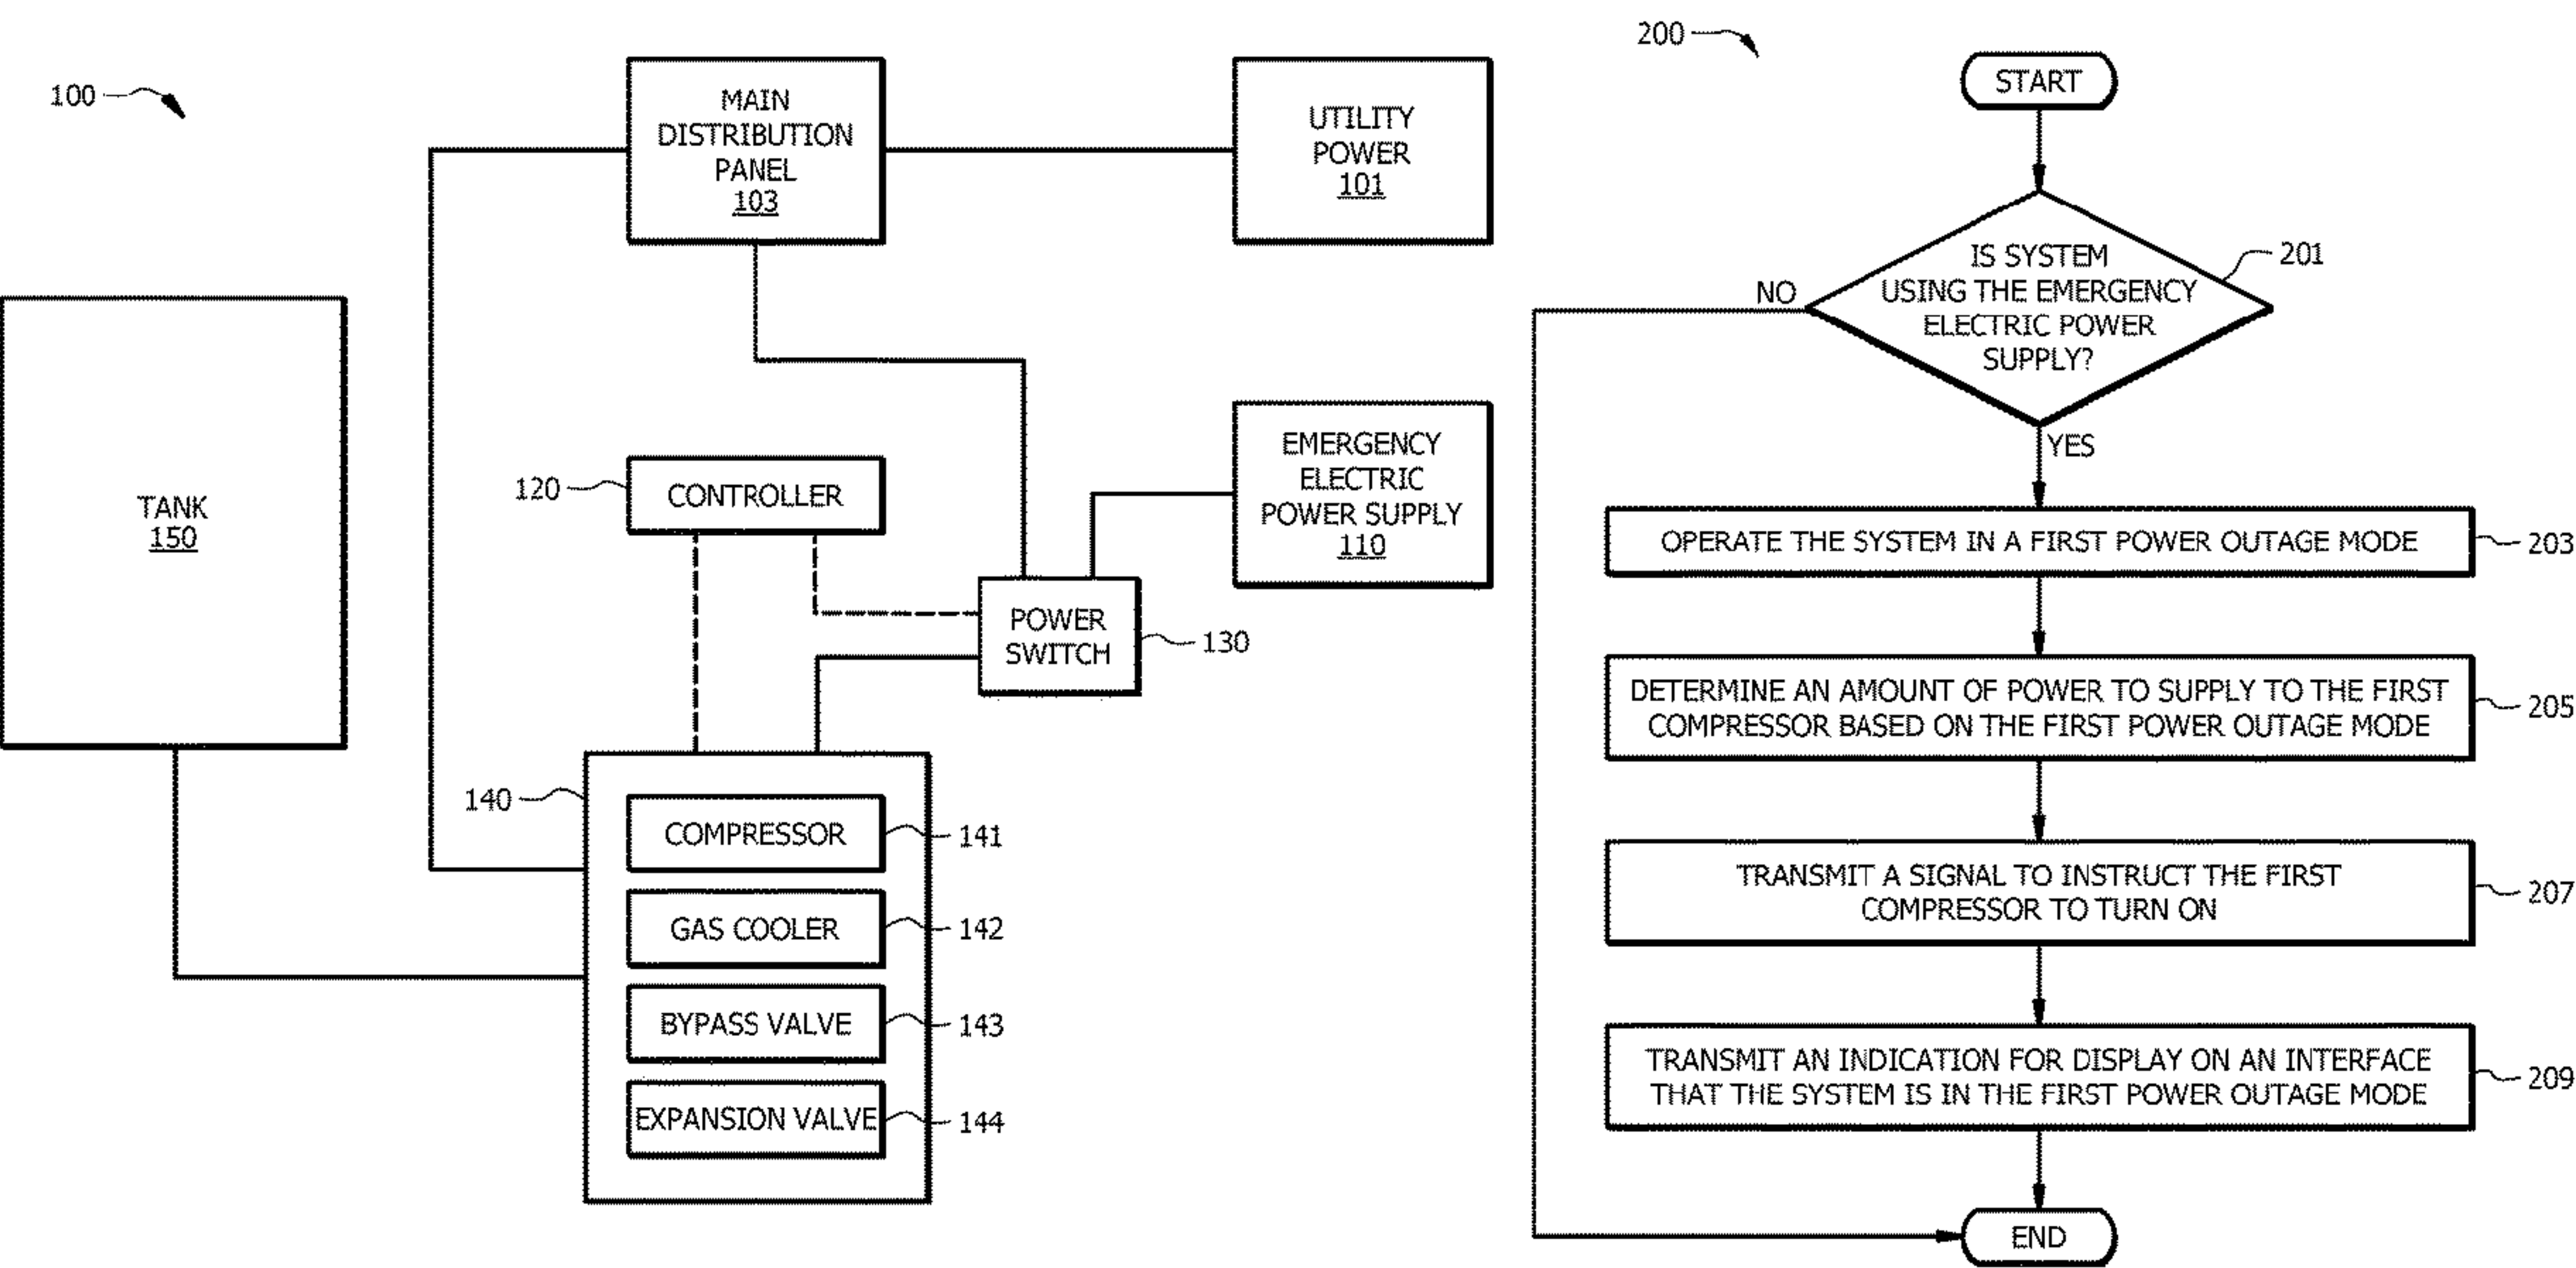 100
MAIN
DISTRIBUTION
PANEL
103
UTILITY
POWER
101
TANK
150
120
CONTROLLER
EMERGENCY
ELECTRIC
POWER SUPPLY
110
POWER
SWITCH
130
140
COMPRESSOR
141
GAS COOLER
142
BYPASS VALVE
143
EXPANSION VALVE
144
200
START
IS SYSTEM
USING THE EMERGENCY
ELECTRIC POWER
SUPPLY?
201
NO
YES
OPERATE THE SYSTEM IN A FIRST POWER OUTAGE MODE
203
DETERMINE AN AMOUNT OF POWER TO SUPPLY TO THE FIRST
COMPRESSOR BASED ON THE FIRST POWER OUTAGE MODE
205
TRANSMIT A SIGNAL TO INSTRUCT THE FIRST
COMPRESSOR TO TURN ON
207
TRANSMIT AN INDICATION FOR DISPLAY ON AN INTERFACE
THAT THE SYSTEM IS IN THE FIRST POWER OUTAGE MODE
209
END